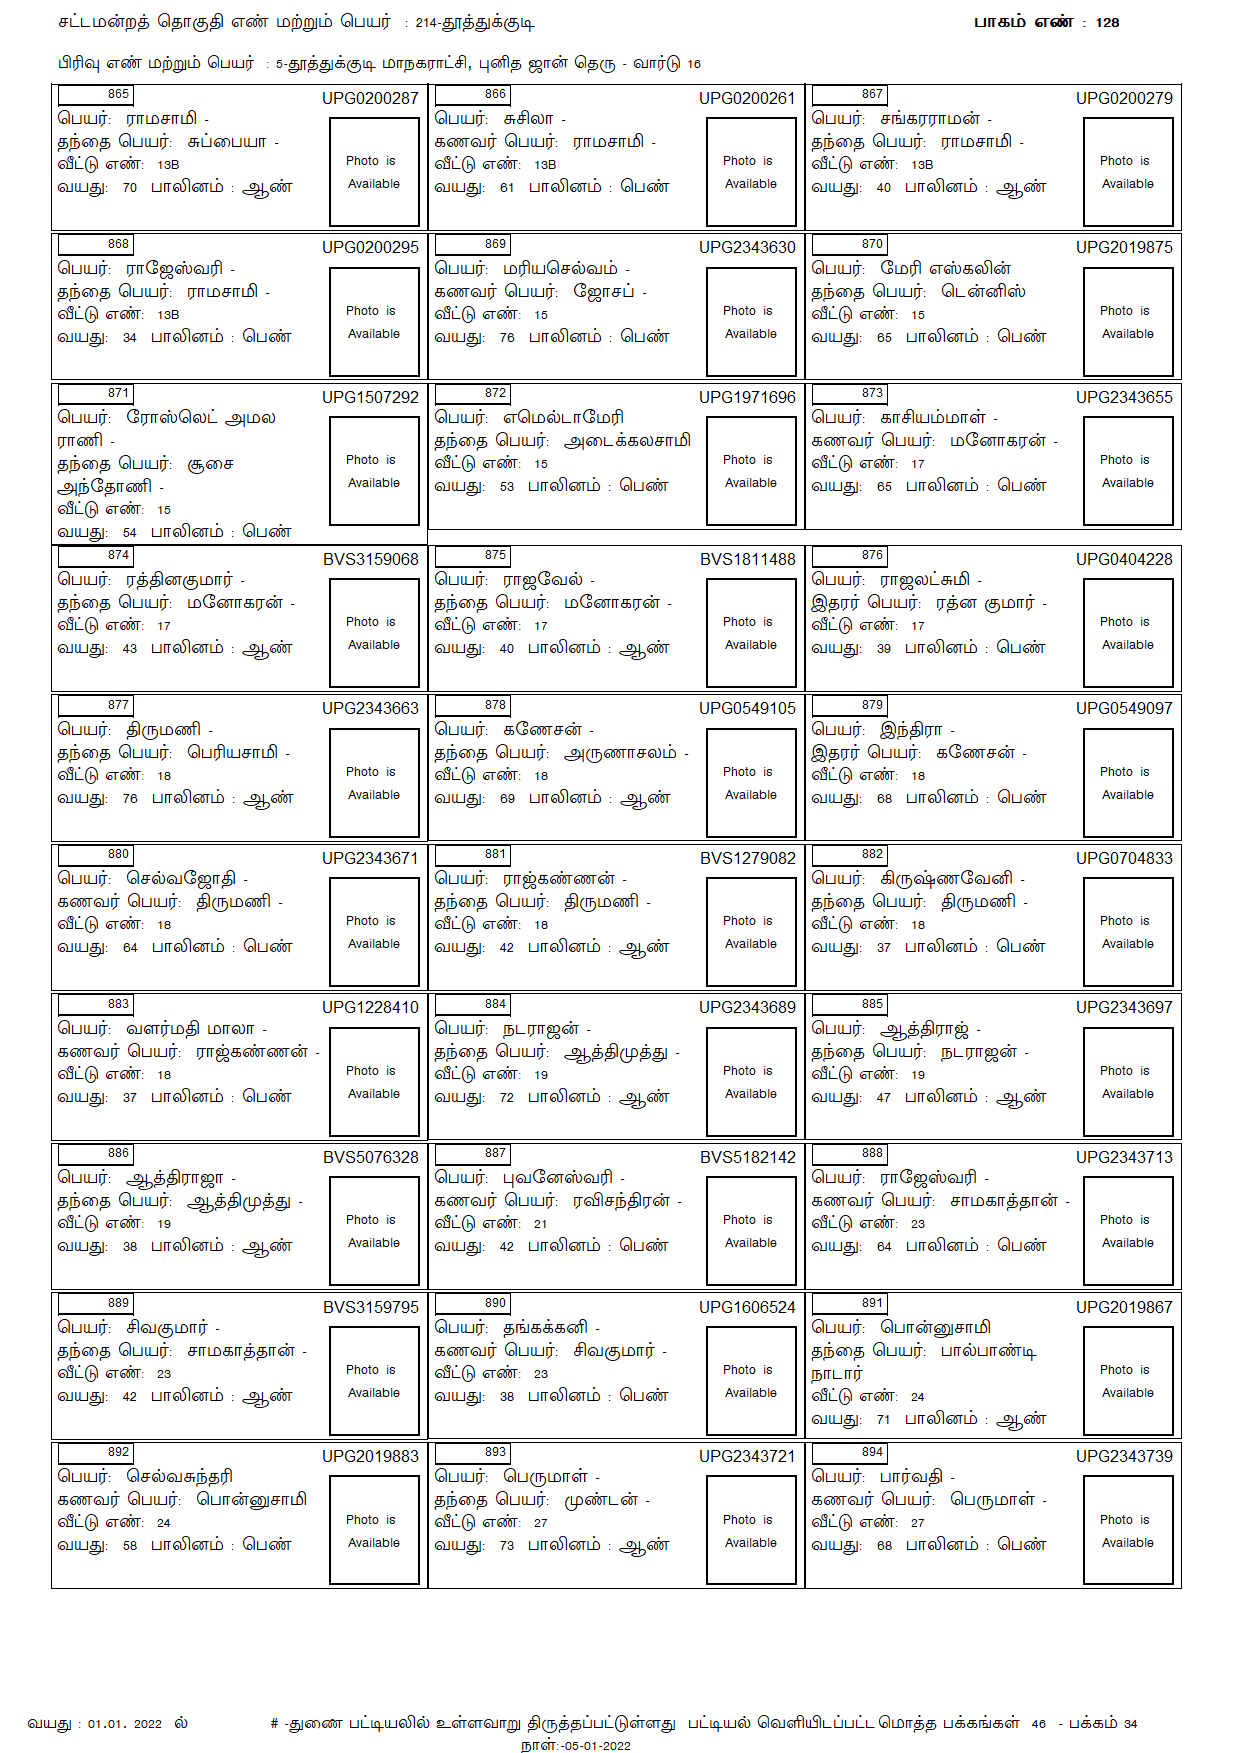 சட்டமன்றத் தொகுதி எண் மற்றும் பெயர் : 214-தூத்துக்குடி பாகம் எண் : 128
பிரிவு எண் மற்றும் பெயர் : 5-தூத்துக்குடி மாநகராட்சி, புனித ஜான் தெரு - வார்டு 16
865 UPG0200287
பெயர்: ராமசாமி -
தந்தை பெயர்: சுப்பையா -
வீட்டு எண்: 13B
வயது: 70 பாலினம் : ஆண்
Photo is
Available
866 UPG0200261
பெயர்: சுசிலா -
கணவர் பெயர்: ராமசாமி -
வீட்டு எண்: 13B
வயது: 61 பாலினம் : பெண்
Photo is
Available
867 UPG0200279
பெயர்: சங்கரராமன் -
தந்தை பெயர்: ராமசாமி -
வீட்டு எண்: 13B
வயது: 40 பாலினம் : ஆண்
Photo is
Available
868 UPG0200295
பெயர்: ராஜேஸ்வரி -
தந்தை பெயர்: ராமசாமி -
வீட்டு எண்: 13B
வயது: 34 பாலினம் : பெண்
Photo is
Available
869 UPG2343630
பெயர்: மரியசெல்வம் -
கணவர் பெயர்: ஜோசப் -
வீட்டு எண்: 15
வயது: 76 பாலினம் : பெண்
Photo is
Available
870 UPG2019875
பெயர்: மேரி எஸ்கலின்
தந்தை பெயர்: டென்னிஸ்
வீட்டு எண்: 15
வயது: 65 பாலினம் : பெண்
Photo is
Available
871 UPG1507292
பெயர்: ரோஸ்லெட் அமல
ராணி -
தந்தை பெயர்: சூசை
அந்தோணி -
வீட்டு எண்: 15
வயது: 54 பாலினம் : பெண்
Photo is
Available
872 UPG1971696
பெயர்: எமெல்டாமேரி
தந்தை பெயர்: அடைக்கலசாமி
வீட்டு எண்: 15
வயது: 53 பாலினம் : பெண்
Photo is
Available
873 UPG2343655
பெயர்: காசியம்மாள் -
கணவர் பெயர்: மனோகரன் -
வீட்டு எண்: 17
வயது: 65 பாலினம் : பெண்
Photo is
Available
874 BVS3159068
பெயர்: ரத்தினகுமார் -
தந்தை பெயர்: மனோகரன் -
வீட்டு எண்: 17
வயது: 43 பாலினம் : ஆண்
Photo is
Available
875 BVS1811488
பெயர்: ராஜவேல் -
தந்தை பெயர்: மனோகரன் -
வீட்டு எண்: 17
வயது: 40 பாலினம் : ஆண்
Photo is
Available
876 UPG0404228
பெயர்: ராஜலட்சுமி -
இதரர் பெயர்: ரத்ன குமார் -
வீட்டு எண்: 17
வயது: 39 பாலினம் : பெண்
Photo is
Available
877 UPG2343663
பெயர்: திருமணி -
தந்தை பெயர்: பெரியசாமி -
வீட்டு எண்: 18
வயது: 76 பாலினம் : ஆண்
Photo is
Available
878 UPG0549105
பெயர்: கணேசன் -
தந்தை பெயர்: அருணாசலம் -
வீட்டு எண்: 18
வயது: 69 பாலினம் : ஆண்
Photo is
Available
879 UPG0549097
பெயர்: இந்திரா -
இதரர் பெயர்: கணேசன் -
வீட்டு எண்: 18
வயது: 68 பாலினம் : பெண்
Photo is
Available
880 UPG2343671
பெயர்: செல்வஜோதி -
கணவர் பெயர்: திருமணி -
வீட்டு எண்: 18
வயது: 64 பாலினம் : பெண்
Photo is
Available
881 BVS1279082
பெயர்: ராஜ்கண்ணன் -
தந்தை பெயர்: திருமணி -
வீட்டு எண்: 18
வயது: 42 பாலினம் : ஆண்
Photo is
Available
882 UPG0704833
பெயர்: கிருஷ்ணவேனி -
தந்தை பெயர்: திருமணி -
வீட்டு எண்: 18
வயது: 37 பாலினம் : பெண்
Photo is
Available
883 UPG1228410
பெயர்: வளர்மதி மாலா -
கணவர் பெயர்: ராஜ்கண்ணன் -
வீட்டு எண்: 18
வயது: 37 பாலினம் : பெண்
Photo is
Available
884 UPG2343689
பெயர்: நடராஜன் -
தந்தை பெயர்: ஆத்திமுத்து -
வீட்டு எண்: 19
வயது: 72 பாலினம் : ஆண்
Photo is
Available
885 UPG2343697
பெயர்: ஆத்திராஜ் -
தந்தை பெயர்: நடராஜன் -
வீட்டு எண்: 19
வயது: 47 பாலினம் : ஆண்
Photo is
Available
886 BVS5076328
பெயர்: ஆத்திராஜா -
தந்தை பெயர்: ஆத்திமுத்து -
வீட்டு எண்: 19
வயது: 38 பாலினம் : ஆண்
Photo is
Available
887 BVS5182142
பெயர்: புவனேஸ்வரி -
கணவர் பெயர்: ரவிசந்திரன் -
வீட்டு எண்: 21
வயது: 42 பாலினம் : பெண்
Photo is
Available
888 UPG2343713
பெயர்: ராஜேஸ்வரி -
கணவர் பெயர்: சாமகாத்தான் -
வீட்டு எண்: 23
வயது: 64 பாலினம் : பெண்
Photo is
Available
889 BVS3159795
பெயர்: சிவகுமார் -
தந்தை பெயர்: சாமகாத்தான் -
வீட்டு எண்: 23
வயது: 42 பாலினம் : ஆண்
Photo is
Available
890 UPG1606524
பெயர்: தங்கக்கனி -
கணவர் பெயர்: சிவகுமார் -
வீட்டு எண்: 23
வயது: 38 பாலினம் : பெண்
Photo is
Available
891 UPG2019867
பெயர்: பொன்னுசாமி
தந்தை பெயர்: பால்பாண்டி
நாடார்
வீட்டு எண்: 24
வயது: 71 பாலினம் : ஆண்
Photo is
Available
892 UPG2019883
பெயர்: செல்வசுந்தரி
கணவர் பெயர்: பொன்னுசாமி
வீட்டு எண்: 24
வயது: 58 பாலினம் : பெண்
Photo is
Available
893 UPG2343721
பெயர்: பெருமாள் -
தந்தை பெயர்: முண்டன் -
வீட்டு எண்: 27
வயது: 73 பாலினம் : ஆண்
Photo is
Available
894 UPG2343739
பெயர்: பார்வதி -
கணவர் பெயர்: பெருமாள் -
வீட்டு எண்: 27
வயது: 68 பாலினம் : பெண்
Photo is
Available
வயது : 01.01. 2022 ல் # -துணை பட்டியலில் உள்ளவாறு திருத்தப்பட்டுள்ளது பட்டியல் வெளியிடப்பட்ட மொத்த பக்கங்கள் 46 - பக்கம் 34
நாள்:-05-01-2022